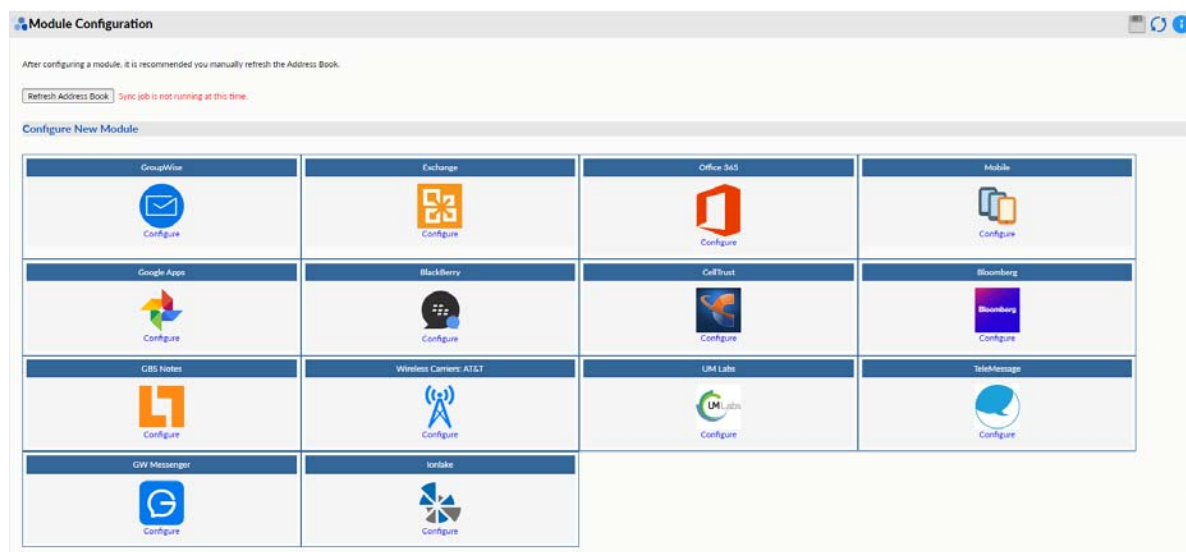 Module Configuration
After configuring a module, it is recommended you manually refresh the Address Book.
Refresh Address Book Sync job is not running at this time.
Configure New Module
GroupWise Exchange Office 365 Mobile
Configure Configure Configure Configure
Google Apps BlackBerry CellTrust Bloomberg
Bloomberg
Configure Configure Configure Configure
GBS Notes Wireless Carriers: AT&T UM Labs TeleMessage
UM Labs
Configure Configure Configure Configure
GW Messenger Ionlake
Configure Configure